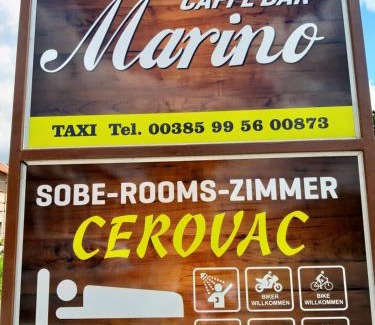 CAFFE BAR
Marino
TAXI Tel. 00385 99 56 00873
SOBE-ROOMS-ZIMMER
CEROVAC
BIKER WILLKOMMEN
BIKE WILLKOMMEN